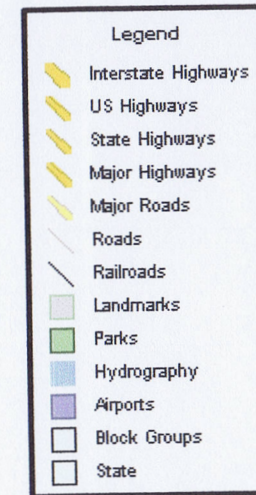 Legend
Interstate Highways
US Highways
State Highways
Major Highways
Major Roads
Roads
Railroads
Landmarks
Parks
Hydrography
Airports
Block Groups
State